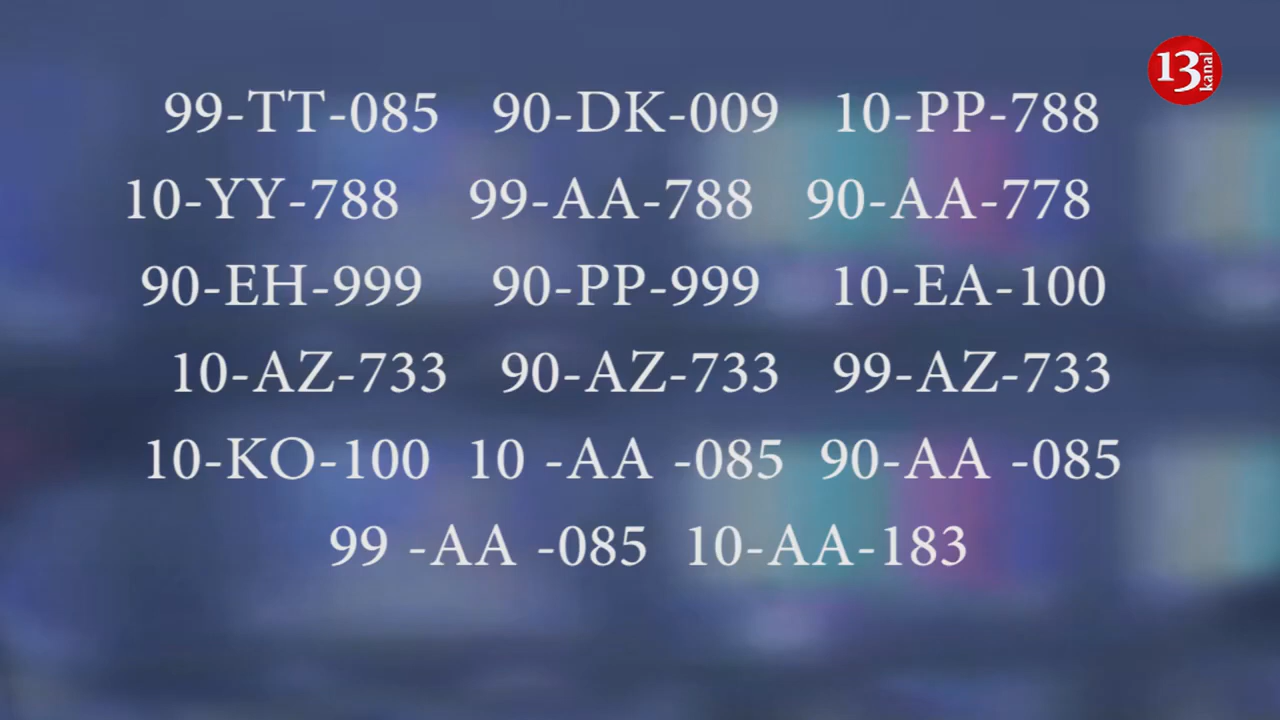 13 kanal
99-TT-085 90-DK-009 10-PP-788
10-YY-788 99-AA-788 90-AA-778
90-EH-999 90-PP-999 10-EA-100
10-AZ-733 90-AZ-733 99-AZ-733
10-KO-100 10 -AA -085 90-AA -085
99 -AA -085 10-AA-183